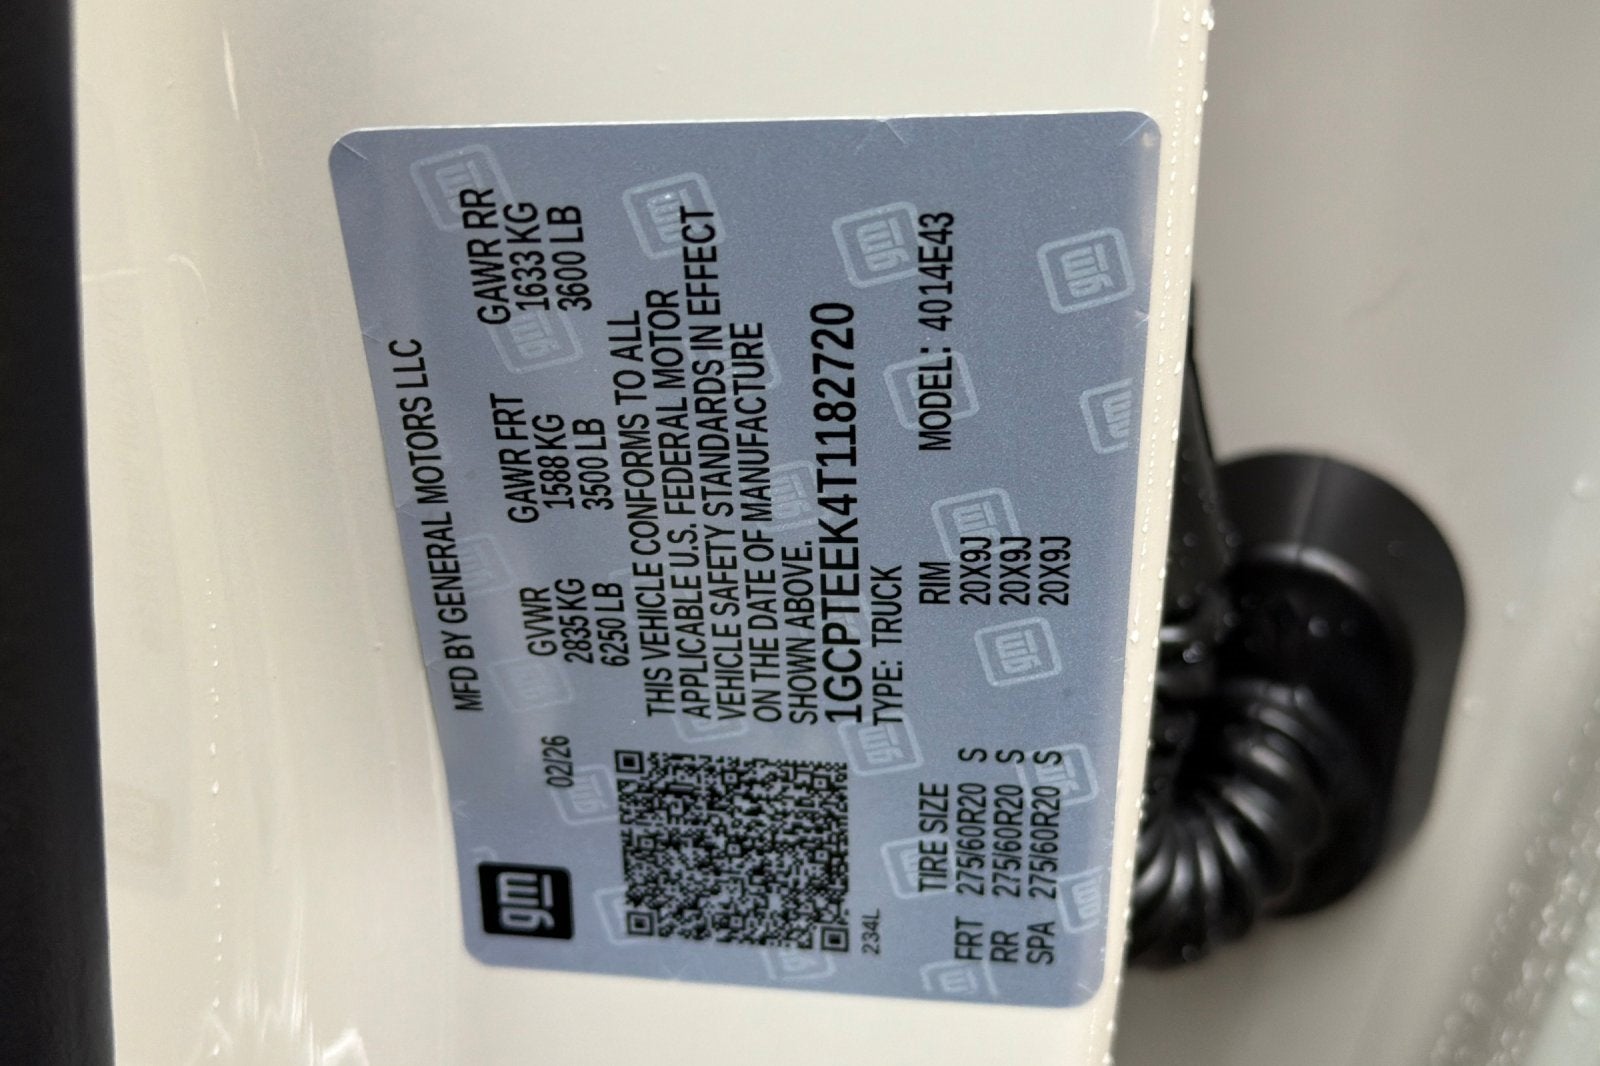 gm
MFD BY GENERAL MOTORS LLC
02/26
GVWR GAWR FRT GAWR RR
2835 KG 1588 KG 1633 KG
6250 LB 3500 LB 3600 LB
THIS VEHICLE CONFORMS TO ALL
APPLICABLE U.S. FEDERAL MOTOR
VEHICLE SAFETY STANDARDS IN EFFECT
ON THE DATE OF MANUFACTURE
SHOWN ABOVE.
1GCPTEEK4T1182720
234L
TYPE: TRUCK
TIRE SIZE RIM MODEL: 4014E43
FRT 275/60R20 S 20X9J
RR 275/60R20 S 20X9J
SPA 275/60R20 S 20X9J